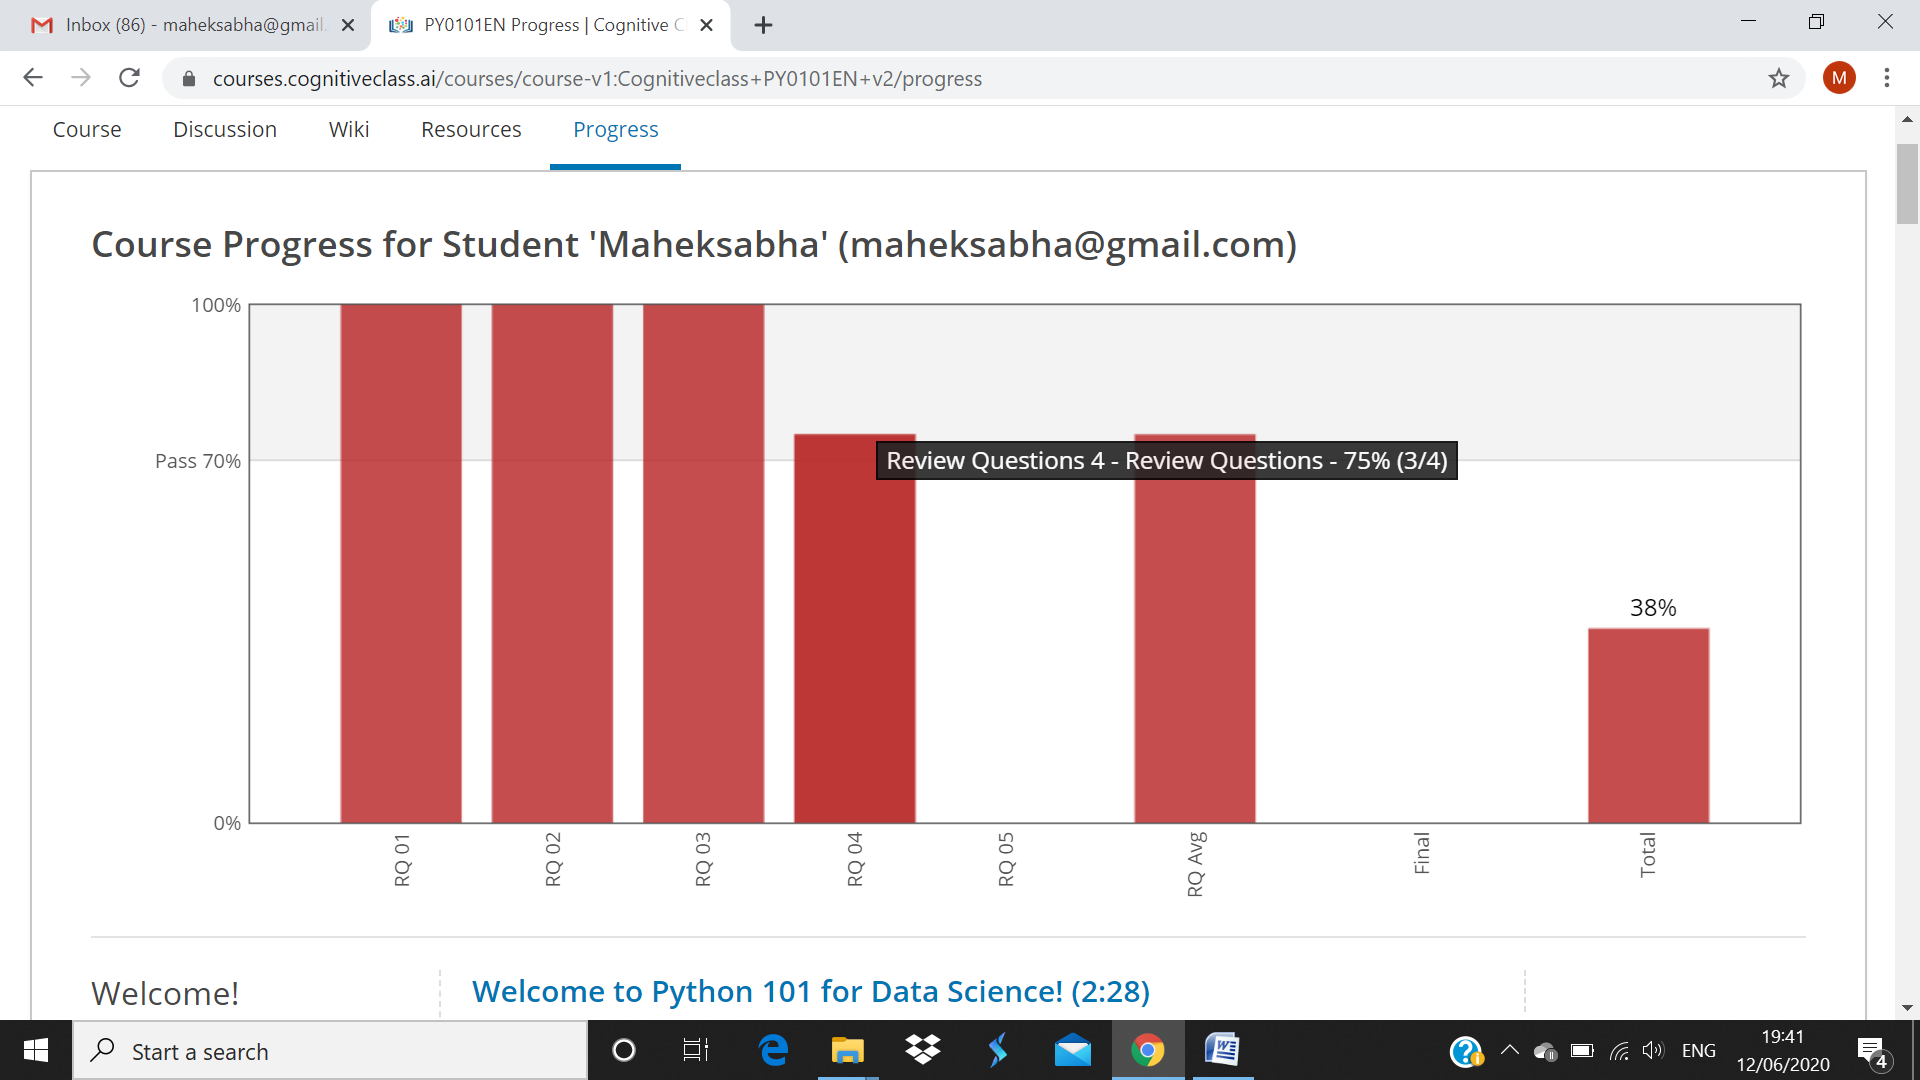 Inbox (86) - maheksabha@gmail.
PY0101EN Progress | Cognitive C
courses.cognitiveclass.ai/courses/course-v1:Cognitiveclass+PY0101EN+v2/progress
M
Course Discussion Wiki Resources Progress
Course Progress for Student 'Maheksabha' (maheksabha@gmail.com)
100%
Pass 70%
Review Questions 4 - Review Questions - 75% (3/4)
38%
0%
RQ 01
RQ 02
RQ 03
RQ 04
RQ 05
RQ Avg
Final
Total
Welcome!
Welcome to Python 101 for Data Science! (2:28)
Start a search
ENG
19:41
12/06/2020
4